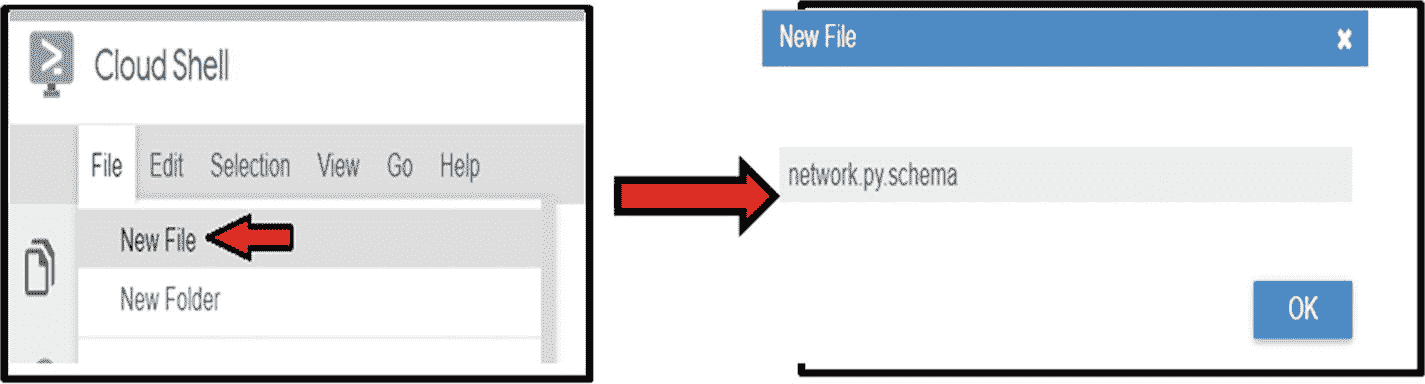 Cloud Shell
File Edit Selection View Go Help
New File
New Folder
New File
network.py.schema
OK